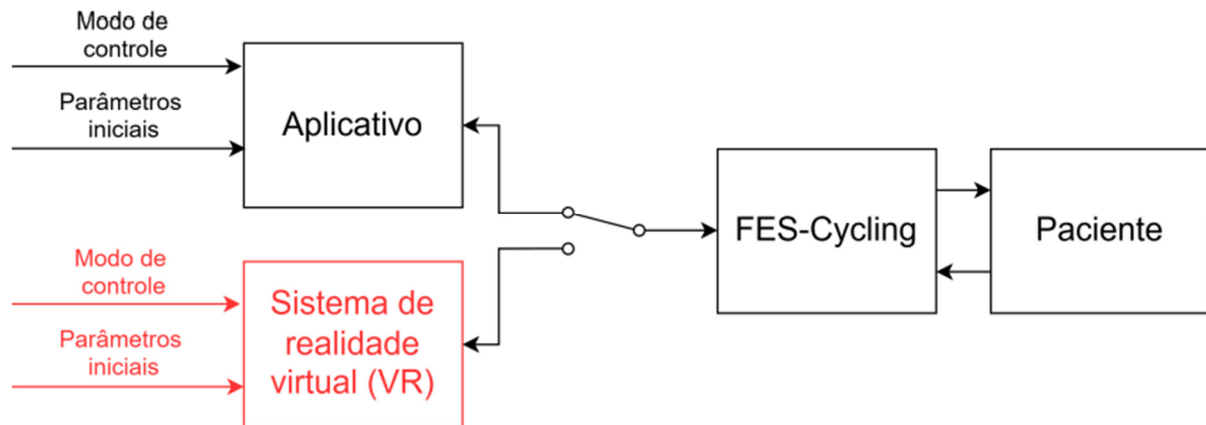 Modo de
controle
Parâmetros
iniciais
Aplicativo
FES-Cycling
Paciente
Modo de
controle
Parâmetros
iniciais
Sistema de
realidade
virtual (VR)